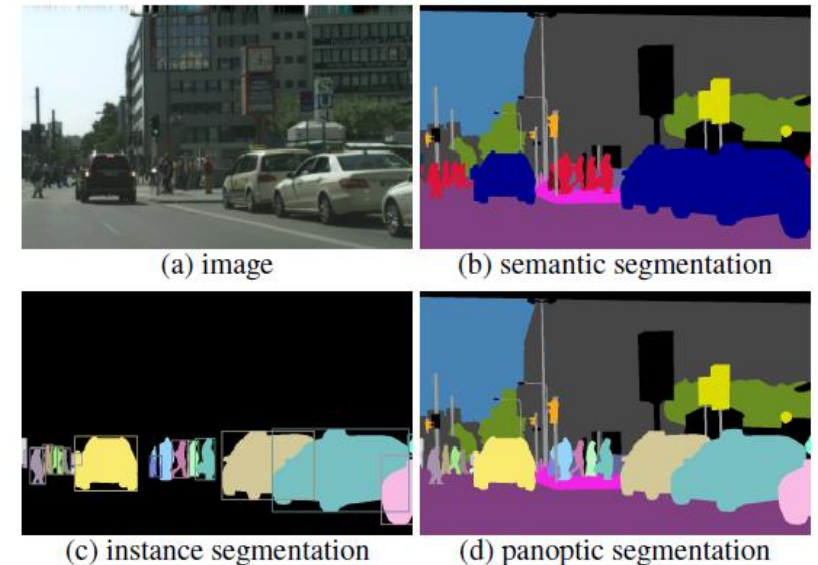 (a) image
(b) semantic segmentation
(c) instance segmentation
(d) panoptic segmentation